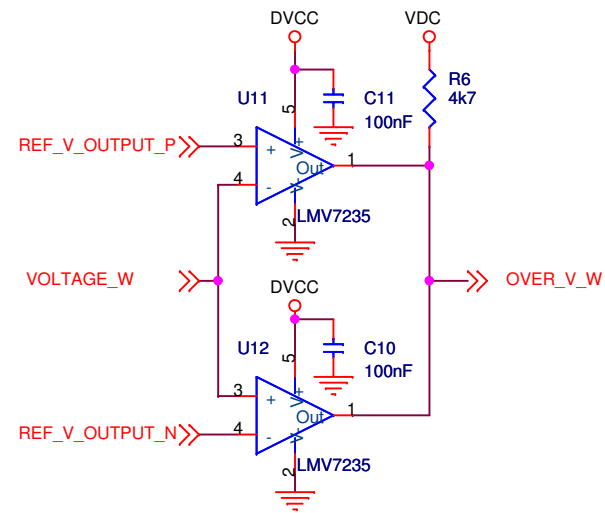 DVCC
VDC
R6
4k7
U11
C11
100nF
5
V+
REF_V_OUTPUT_P
3
+
Out
1
4
-
V-
2
LMV7235
VOLTAGE_W
OVER_V_W
DVCC
U12
C10
100nF
5
V+
3
+
Out
1
REF_V_OUTPUT_N
4
-
V-
2
LMV7235